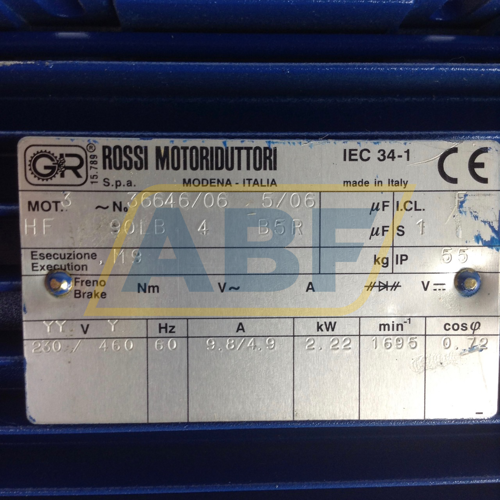 GR 15.789® ROSSI MOTORIDUTTORI IEC 34-1 CE
S.p.a. MODENA - ITALIA made in Italy
MOT. 3 ~ No 36646/06 5/06 µF I.CL. F
HF 90LB 4 B5R µF S 1
Esecuzione
Execution , M9 kg IP 55
Freno
Brake Nm V~ A V
YY V Y Hz A kW min-1 cosφ
230 / 460 60 9.8/4.9 2.22 1695 0.72
ABF